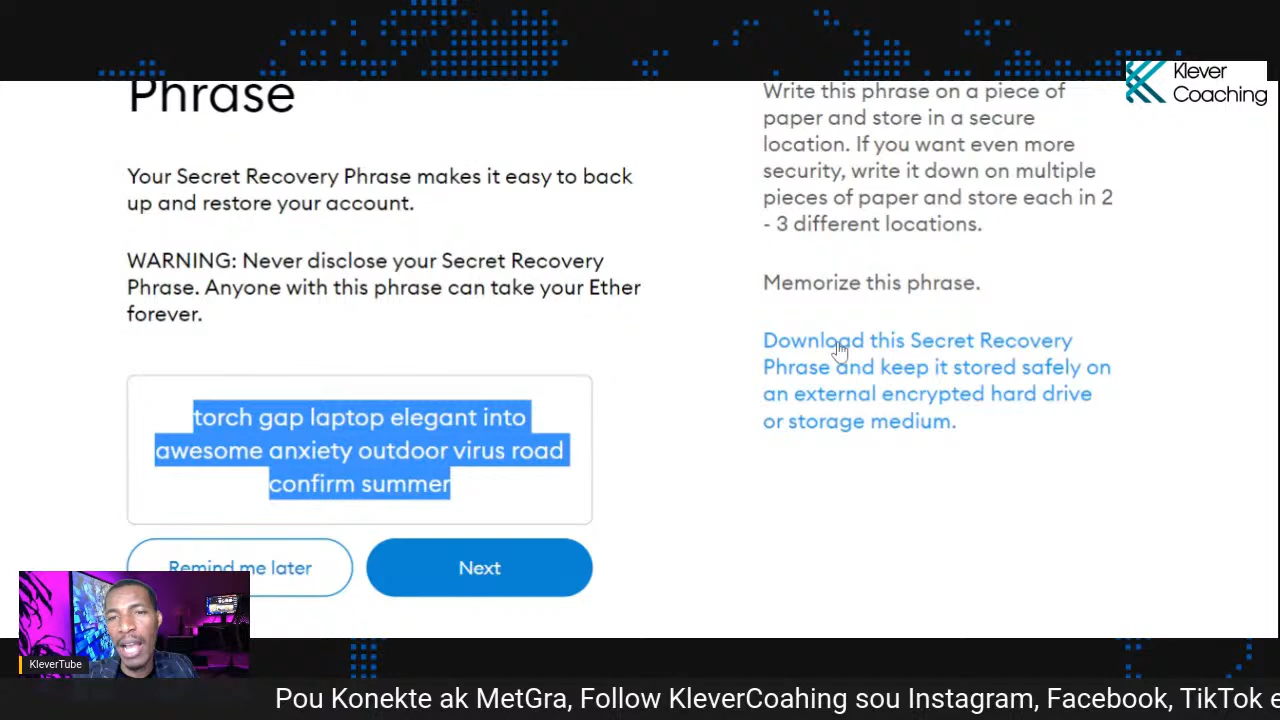 Klever
Coaching
Phrase
Your Secret Recovery Phrase makes it easy to back
up and restore your account.
WARNING: Never disclose your Secret Recovery
Phrase. Anyone with this phrase can take your Ether
forever.
torch gap laptop elegant into
awesome anxiety outdoor virus road
confirm summer
Remind me later
Next
Write this phrase on a piece of
paper and store in a secure
location. If you want even more
security, write it down on multiple
pieces of paper and store each in 2
- 3 different locations.
Memorize this phrase.
Download this Secret Recovery
Phrase and keep it stored safely on
an external encrypted hard drive
or storage medium.
KleverTube
Pou Konekte ak MetGra, Follow KleverCoahing sou Instagram, Facebook, TikTok e